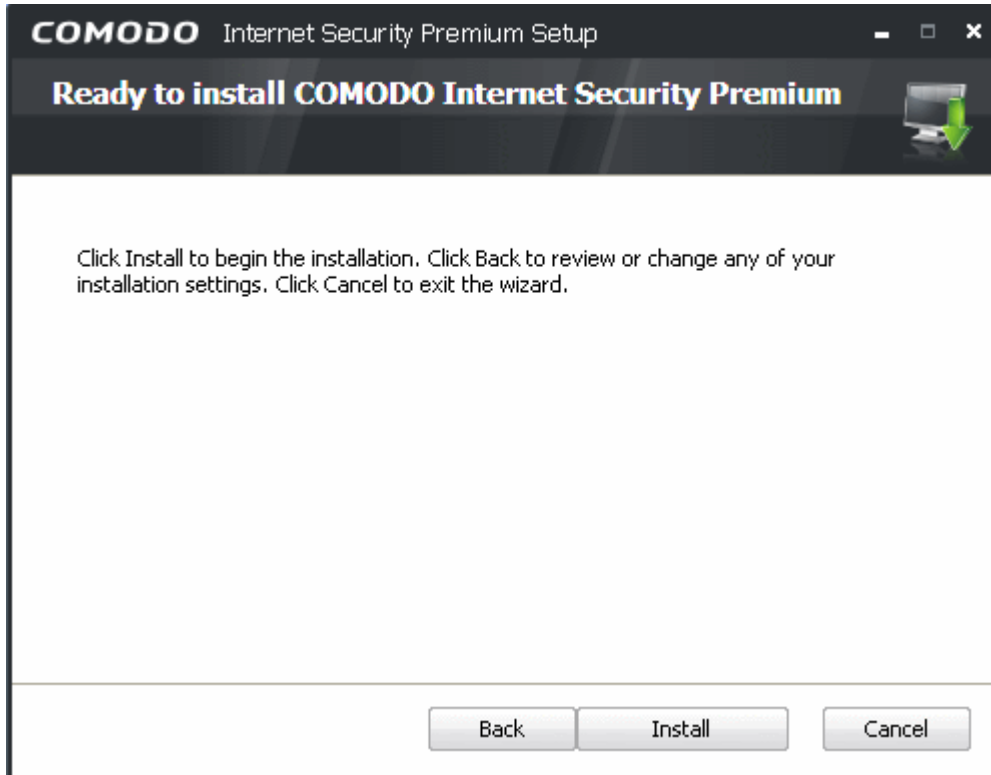 COMODO Internet Security Premium Setup
Ready to install COMODO Internet Security Premium
Click Install to begin the installation. Click Back to review or change any of your
installation settings. Click Cancel to exit the wizard.
Back Install Cancel